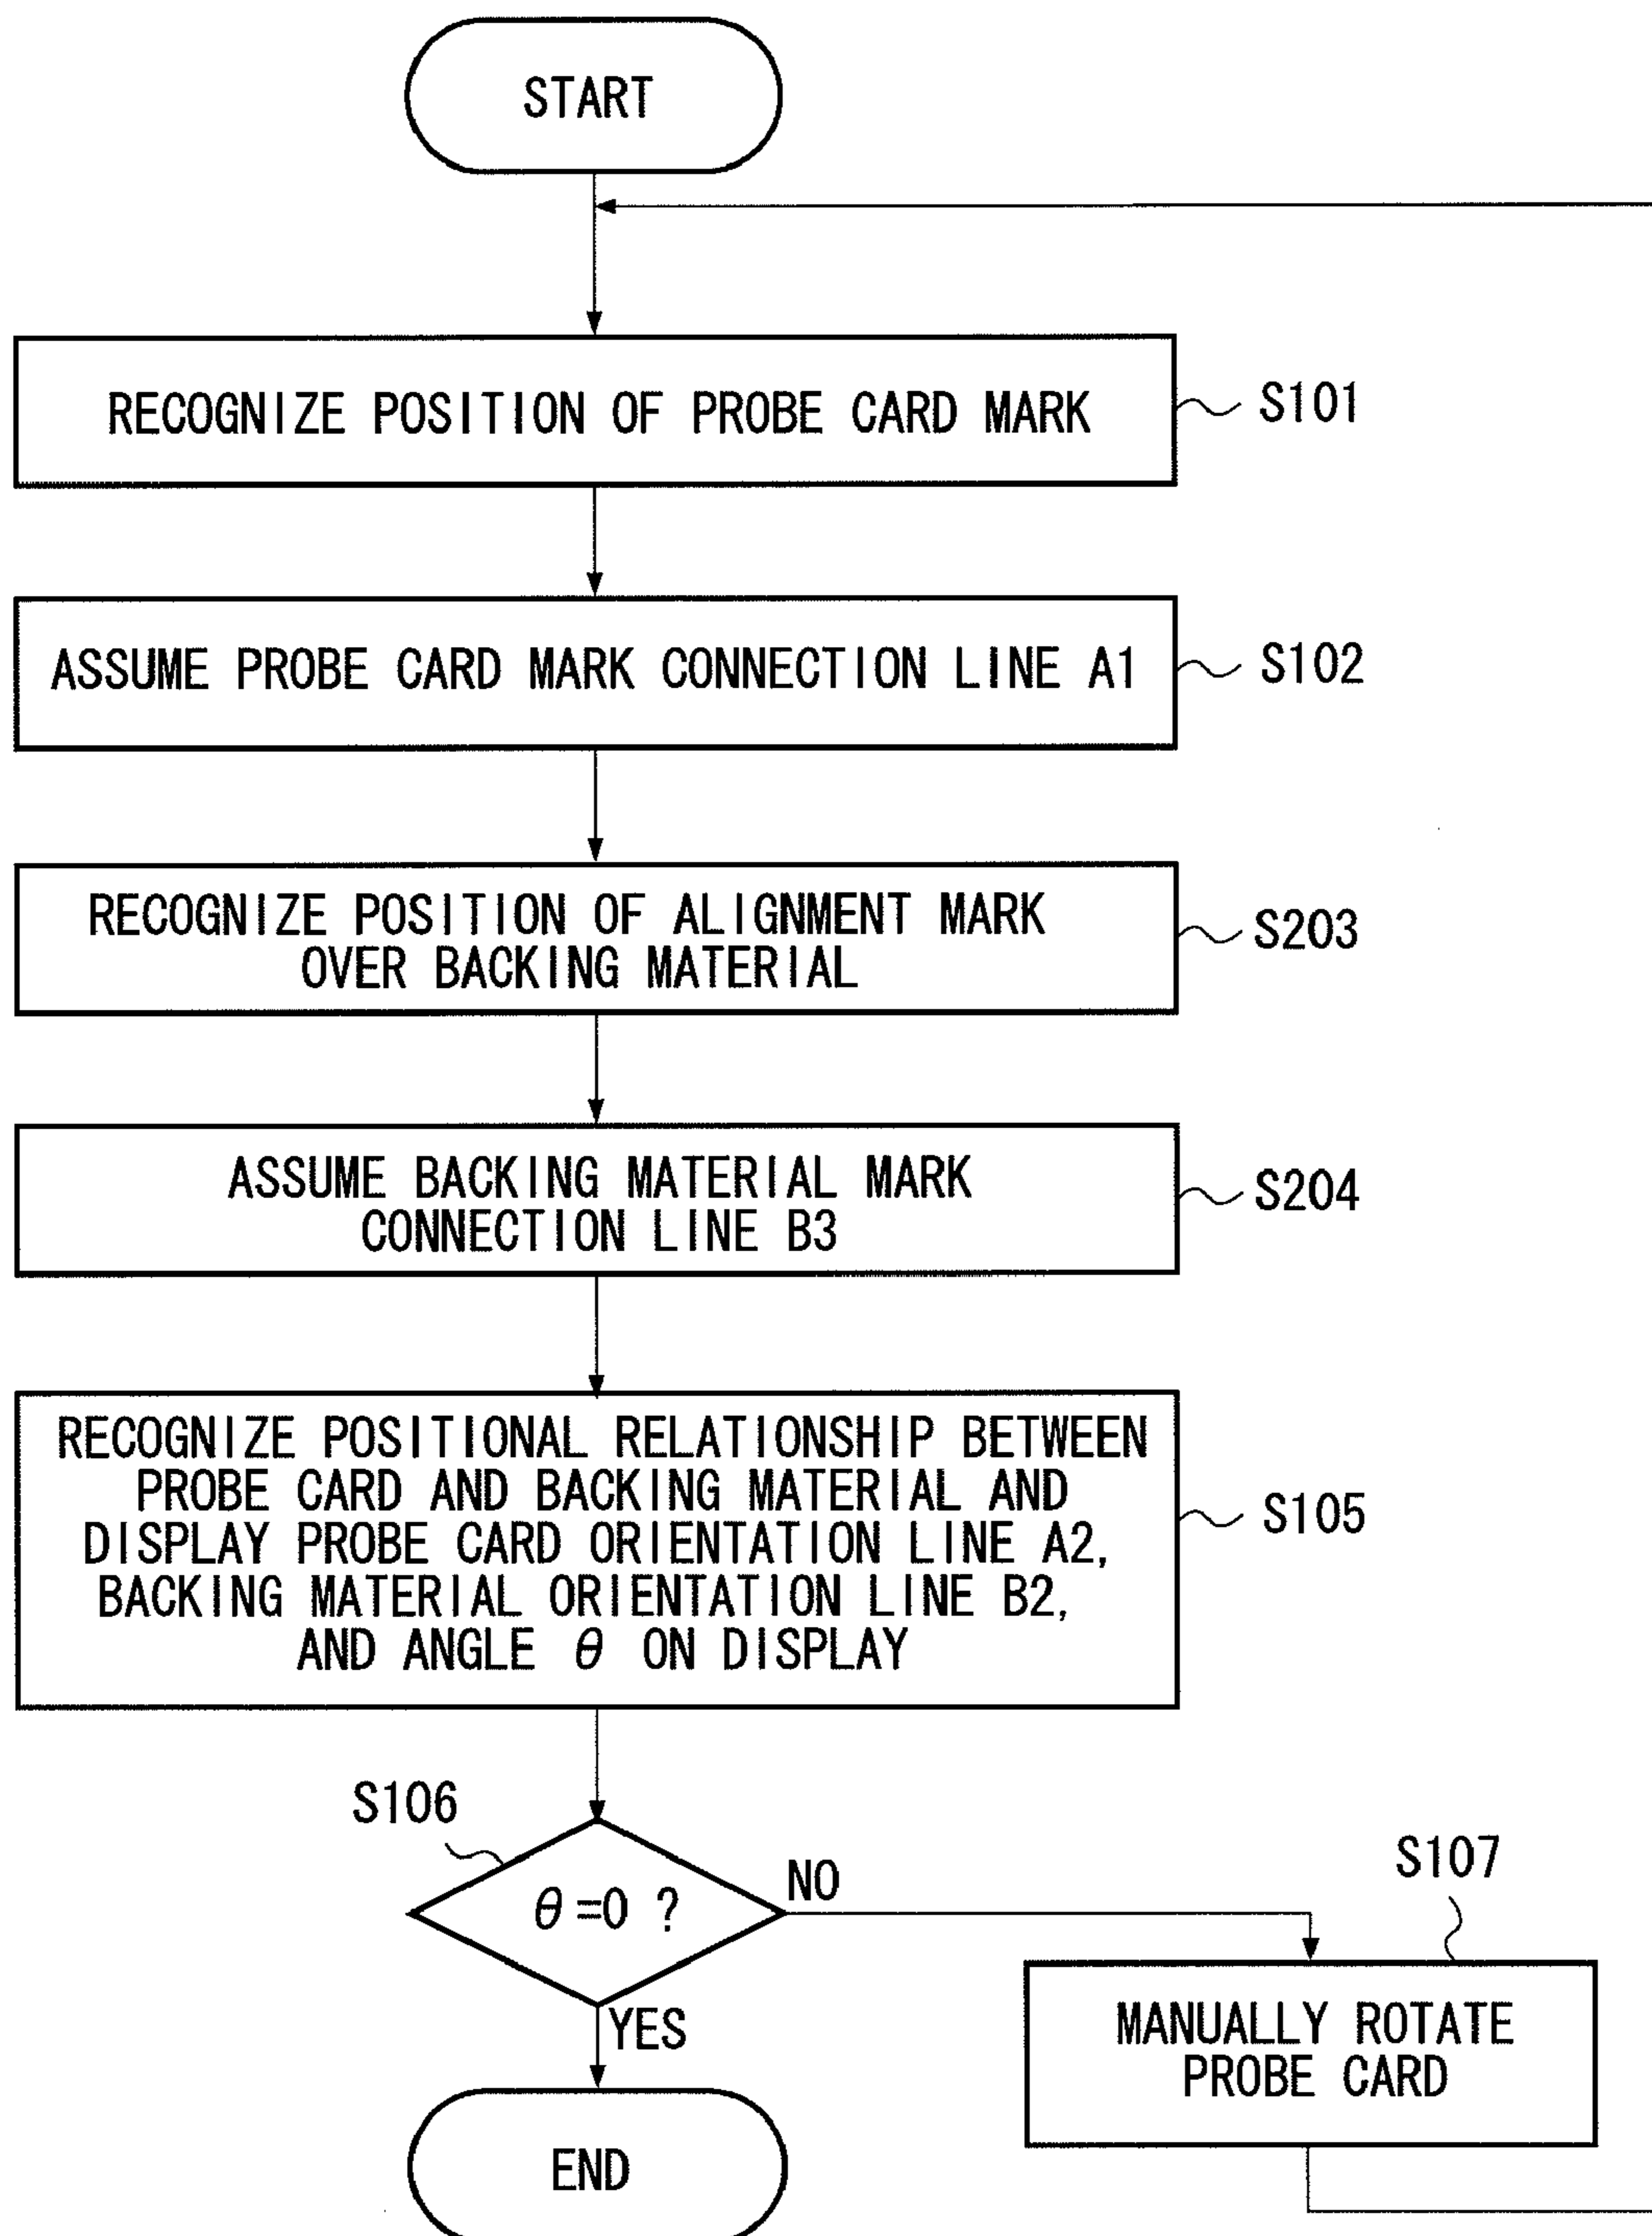 START
RECOGNIZE POSITION OF PROBE CARD MARK
S101
ASSUME PROBE CARD MARK CONNECTION LINE A1
S102
RECOGNIZE POSITION OF ALIGNMENT MARK
OVER BACKING MATERIAL
S203
ASSUME BACKING MATERIAL MARK
CONNECTION LINE B3
S204
RECOGNIZE POSITIONAL RELATIONSHIP BETWEEN
PROBE CARD AND BACKING MATERIAL AND
DISPLAY PROBE CARD ORIENTATION LINE A2,
BACKING MATERIAL ORIENTATION LINE B2,
AND ANGLE θ ON DISPLAY
S105
S106
θ=0 ?
NO
YES
S107
MANUALLY ROTATE
PROBE CARD
END